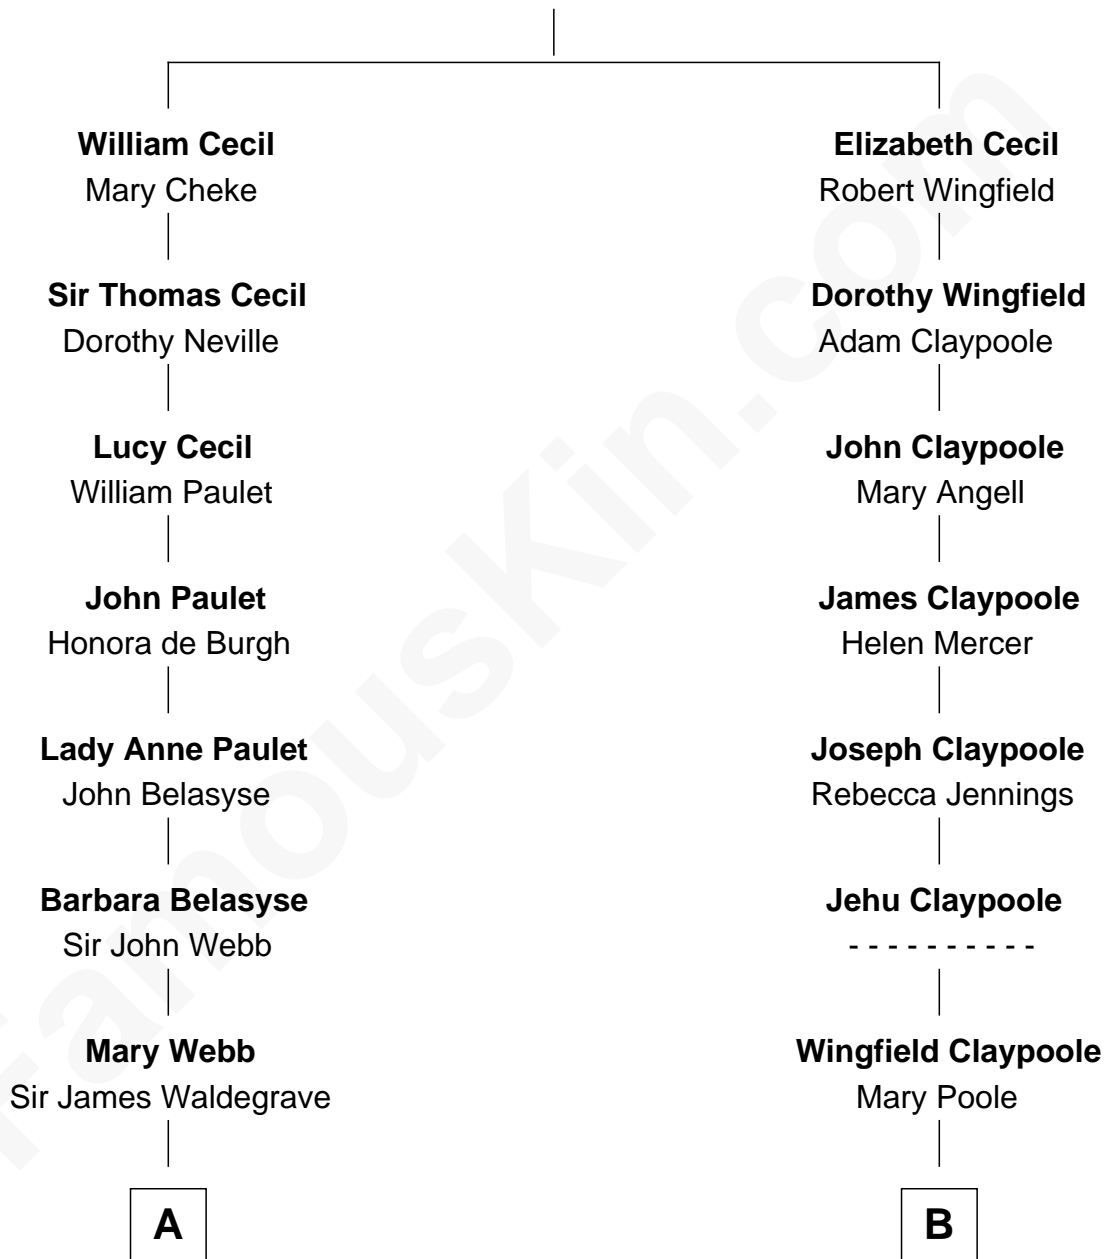 William Cecil
Mary Cheke
Sir Thomas Cecil
Dorothy Neville
Lucy Cecil
William Paulet
John Paulet
Honora de Burgh
Lady Anne Paulet
John Belasyse
Barbara Belasyse
Sir John Webb
Mary Webb
Sir James Waldegrave
A
Elizabeth Cecil
Robert Wingfield
Dorothy Wingfield
Adam Claypoole
John Claypoole
Mary Angell
James Claypoole
Helen Mercer
Joseph Claypoole
Rebecca Jennings
Jehu Claypoole
- - - - - - - - - -
Wingfield Claypoole
Mary Poole
B
FamousKin.com